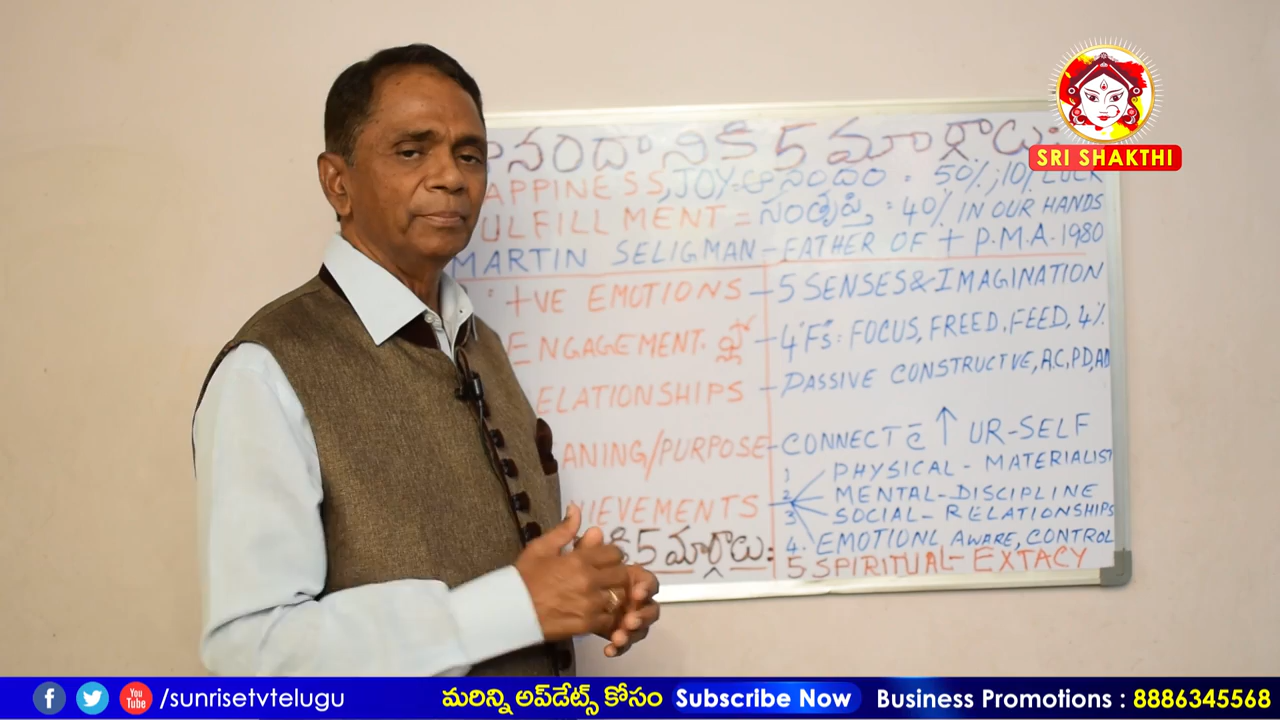 SRI SHAKTHI
ానందానికి 5 మార్గాలు:
APPINESS, JOY=ఆనందం : 50%, 10% LUCK
ULFILLMENT = సంతృప్తి : 40% IN OUR HANDS
MARTIN SELIGMAN - FATHER OF + P.M.A. 1980
+VE EMOTIONS - 5 SENSES & IMAGINATION
ENGAGEMENT. ఫ్లో - 4 F's: FOCUS, FREED, FEED, 4%
ELATIONSHIPS - PASSIVE CONSTRUCTVE, A.C, P.D, AD
ANING/PURPOSE - CONNECT c̄ ↑ UR-SELF
1 PHYSICAL - MATERIALIST
HIEVEMENTS - 2 MENTAL - DISCIPLINE
3 SOCIAL - RELATIONSHIPS
4. EMOTIONL AWARE, CONTROL
కి 5 మార్గాలు:
5 SPIRITUAL - EXTACY
/sunrisetvtelugu మరిన్ని అప్‌డేట్స్ కోసం Subscribe Now Business Promotions : 8886345568